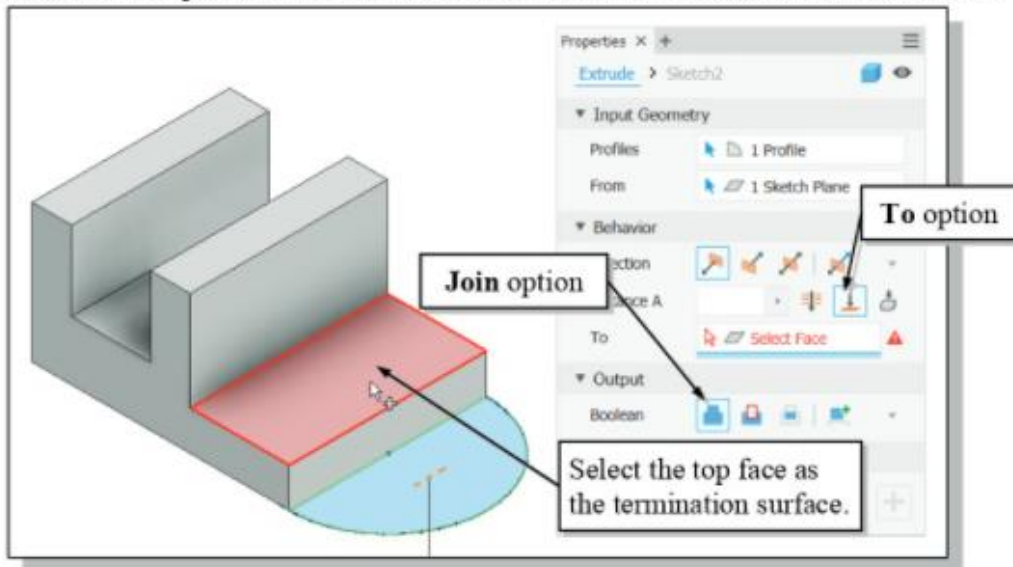 Properties × +
Extrude > Sketch2
Input Geometry
Profiles
1 Profile
From
1 Sketch Plane
To option
Behavior
Join option
To
Select Face
Output
Boolean
Select the top face as
the termination surface.